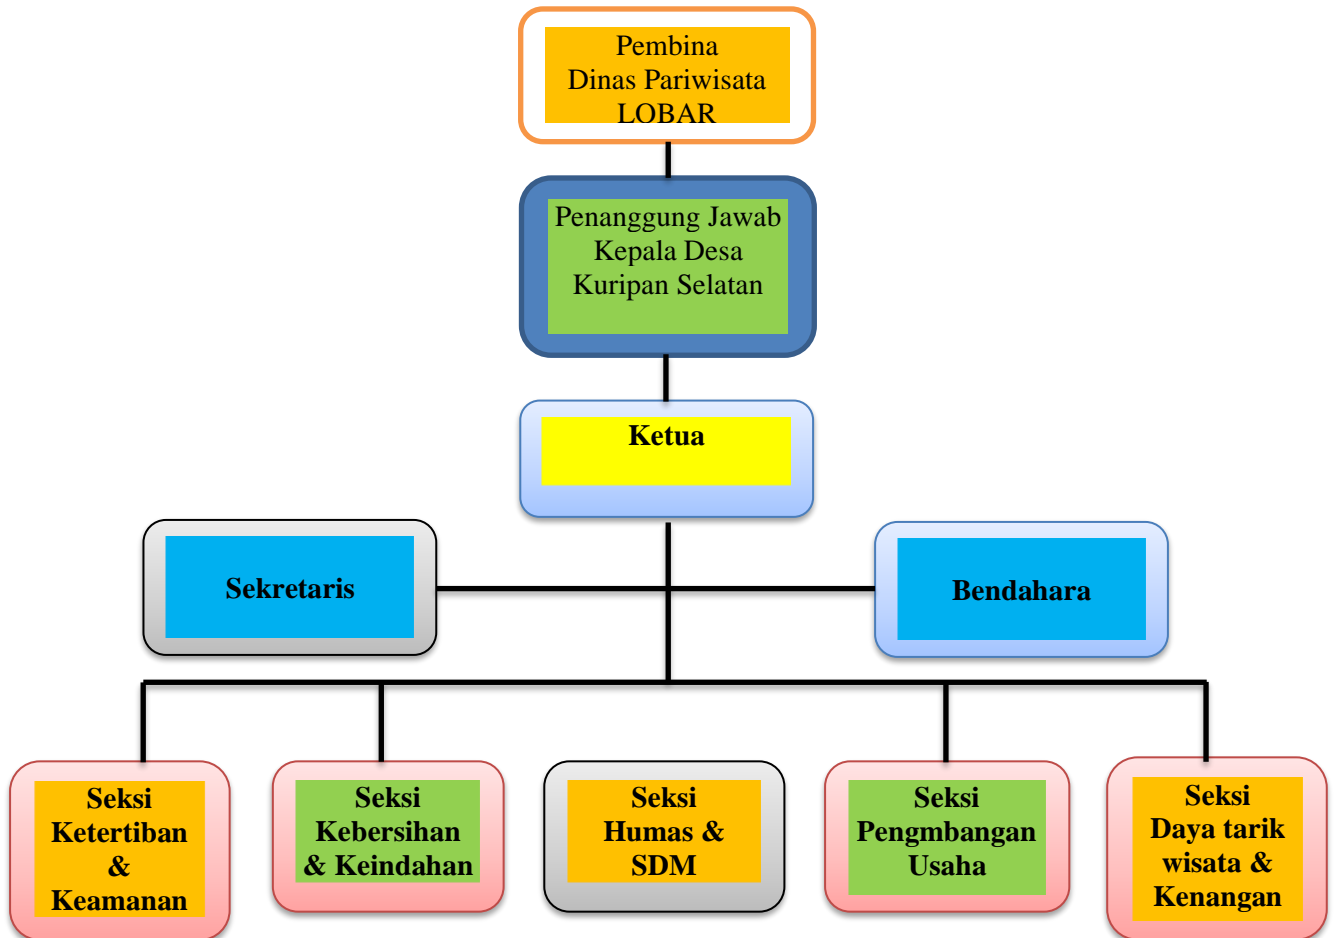 Pembina
Dinas Pariwisata
LOBAR
Penanggung Jawab
Kepala Desa
Kuripan Selatan
Ketua
Sekretaris
Bendahara
Seksi
Ketertiban
&
Keamanan
Seksi
Kebersihan
& Keindahan
Seksi
Humas &
SDM
Seksi
Pengmbangan
Usaha
Seksi
Daya tarik
wisata &
Kenangan